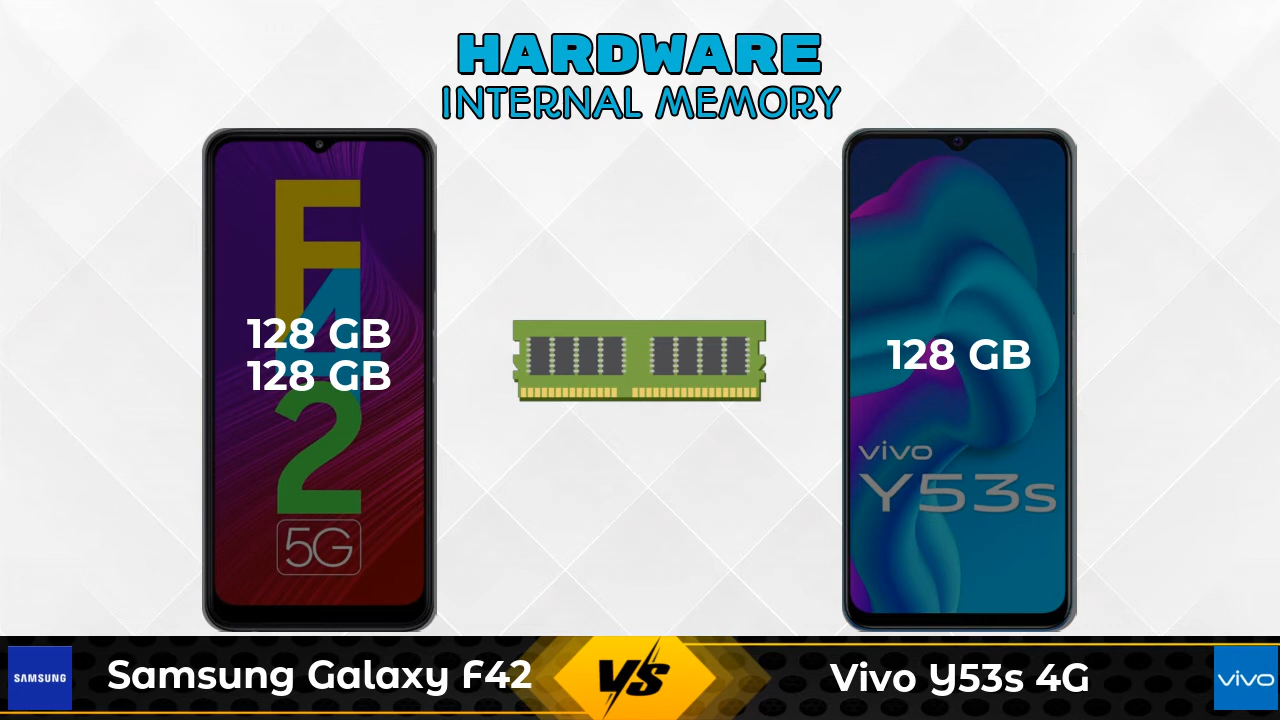 HARDWARE
INTERNAL MEMORY
F
4
2
5G
128 GB
128 GB
128 GB
vivo
Y53s
SAMSUNG
Samsung Galaxy F42
VS
Vivo Y53s 4G
vivo